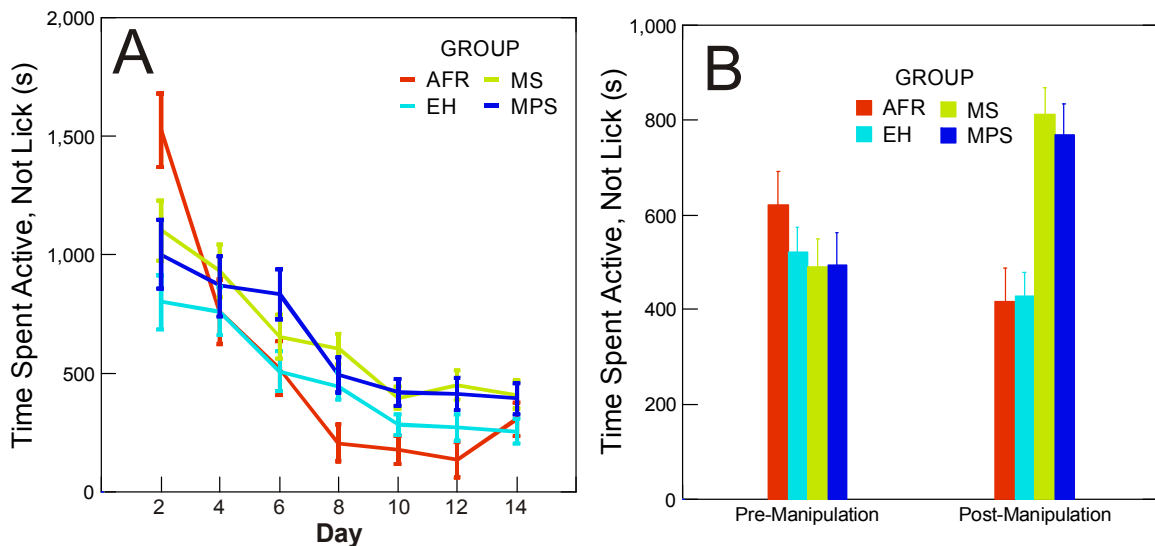 A
GROUP
AFR MS
EH MPS
Time Spent Active, Not Lick (s)
2,000
1,500
1,000
500
0
2 4 6 8 10 12 14
Day
B
GROUP
AFR MS
EH MPS
Time Spent Active, Not Lick (s)
1,000
800
600
400
200
0
Pre-Manipulation Post-Manipulation